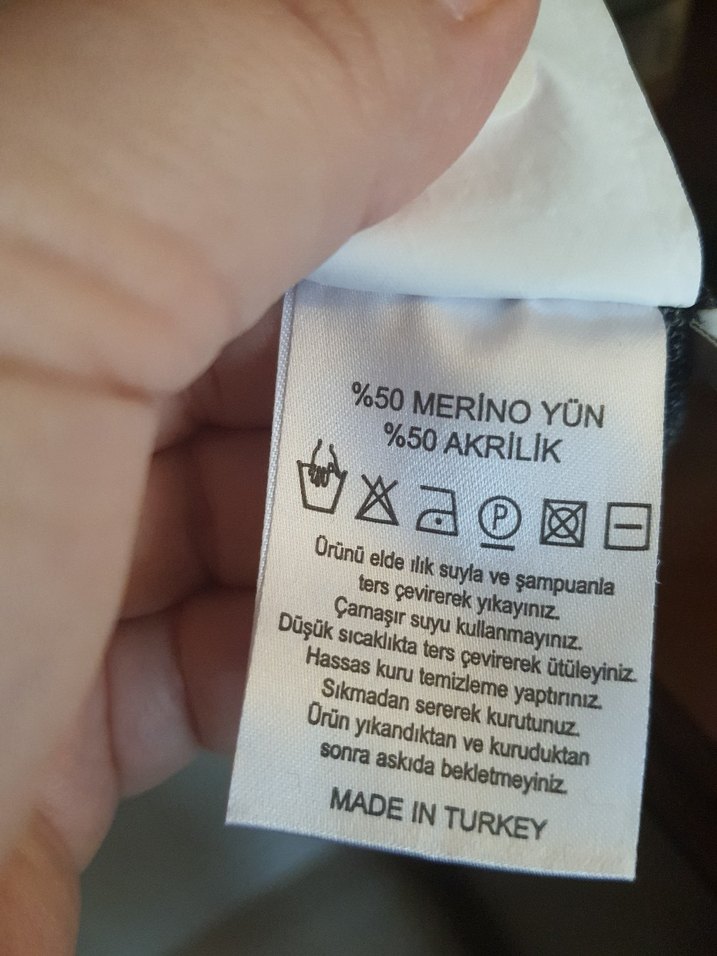 %50 MERİNO YÜN
%50 AKRİLİK
P
Ürünü elde ılık suyla ve şampuanla
ters çevirerek yıkayınız.
Çamaşır suyu kullanmayınız.
Düşük sıcaklıkta ters çevirerek ütüleyiniz.
Hassas kuru temizleme yaptırınız.
Sıkmadan sererek kurutunuz.
Ürün yıkandıktan ve kuruduktan
sonra askıda bekletmeyiniz.
MADE IN TURKEY